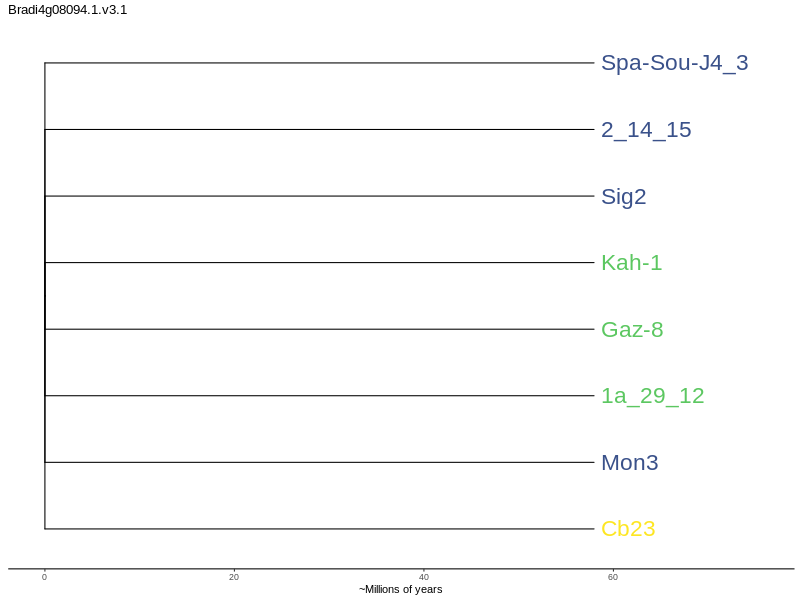 Bradi4g08094.1.v3.1
Spa-Sou-J4_3
2_14_15
Sig2
Kah-1
Gaz-8
1a_29_12
Mon3
Cb23
0 20 40 60
~Millions of years